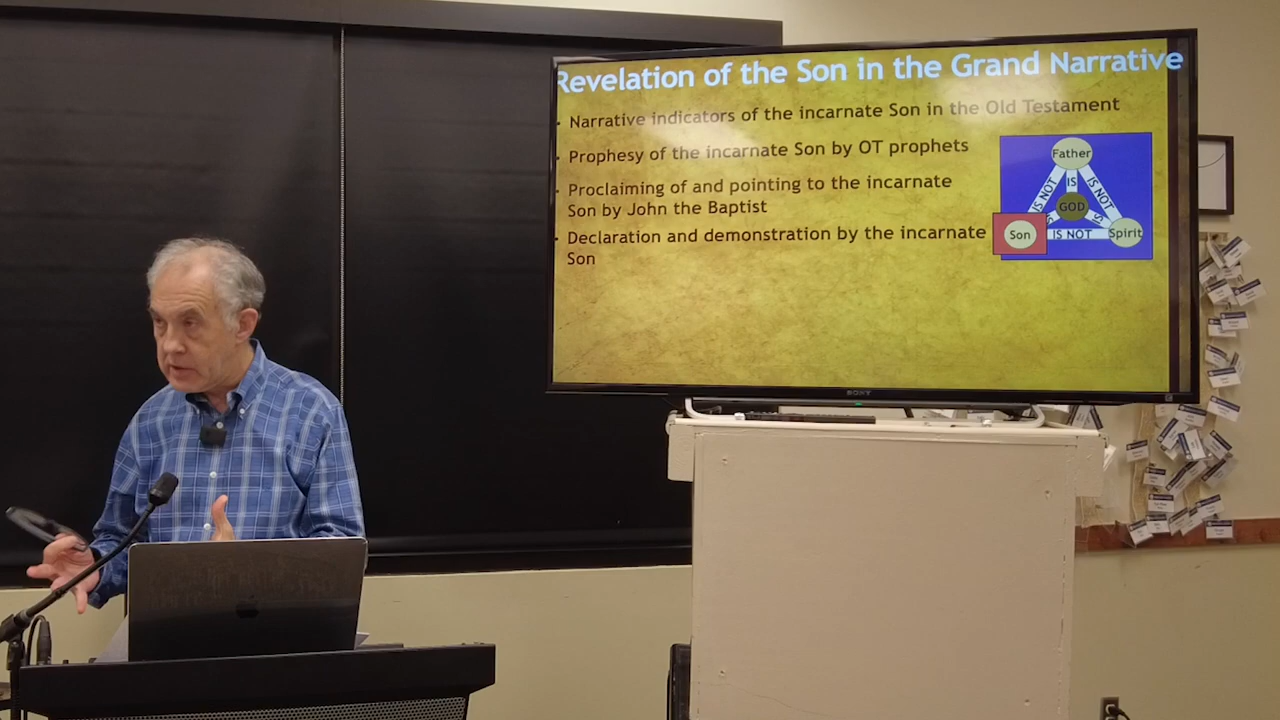 Revelation of the Son in the Grand Narrative
• Narrative indicators of the incarnate Son in the Old Testament
• Prophesy of the incarnate Son by OT prophets
• Proclaiming of and pointing to the incarnate
Son by John the Baptist
• Declaration and demonstration by the incarnate
Son
Father
IS NOT
IS
IS NOT
GOD
IS
IS
Son
IS NOT
Spirit
SONY